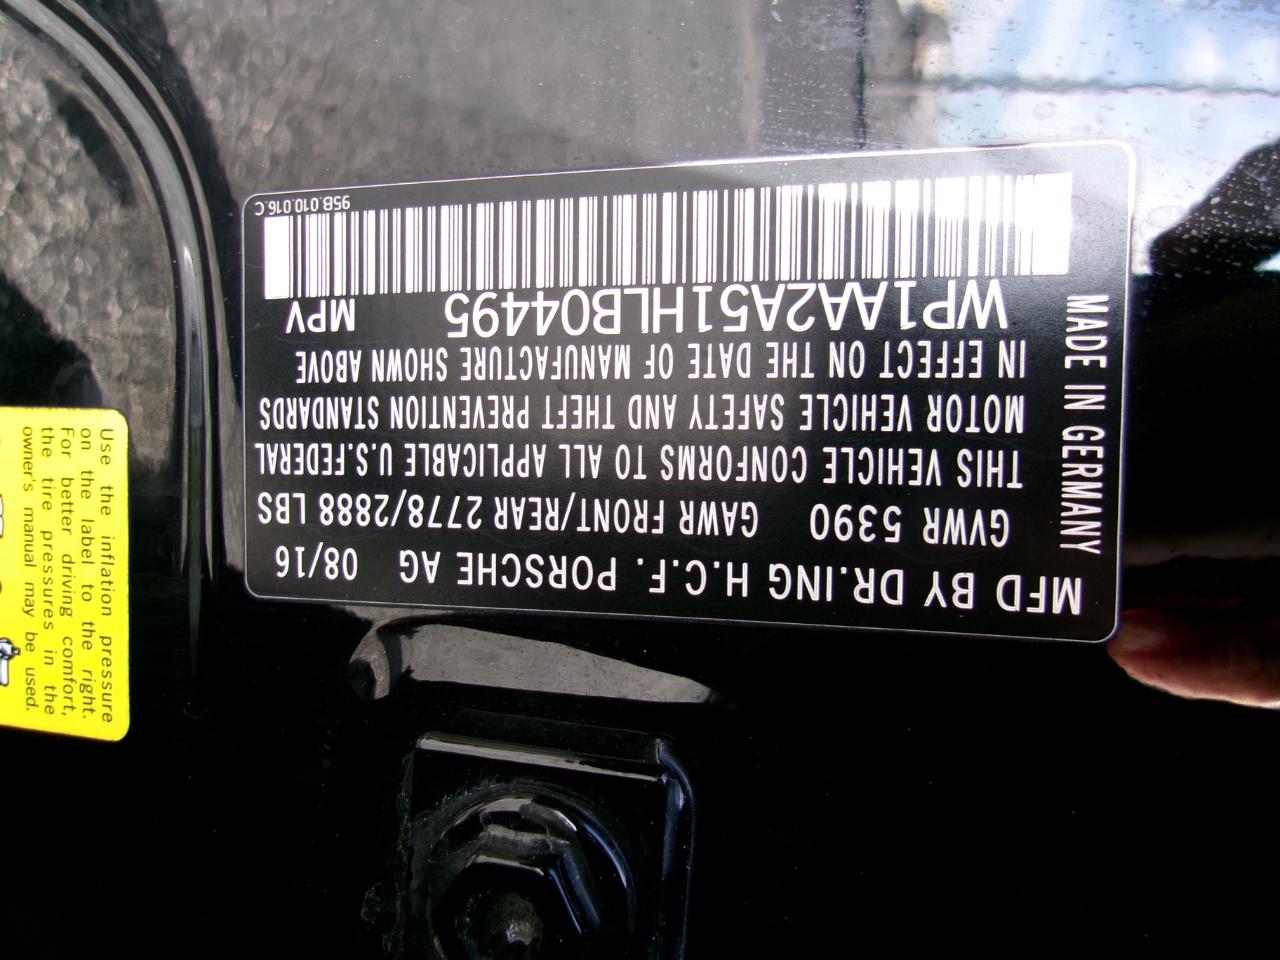 MFD BY DR.ING H.C.F. PORSCHE AG 08/16
GVWR 5390 GAWR FRONT/REAR 2778/2888 LBS
THIS VEHICLE CONFORMS TO ALL APPLICABLE U.S.FEDERAL
MOTOR VEHICLE SAFETY AND THEFT PREVENTION STANDARDS
IN EFFECT ON THE DATE OF MANUFACTURE SHOWN ABOVE
WP1AA2A51HLB04495 MPV
95B.010.016.C
MADE IN GERMANY
Use the inflation pressure
on the label to the right.
For better driving comfort,
the tire pressures in the
owner's manual may be used.